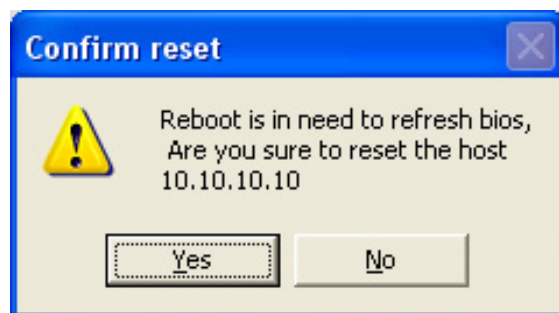 Confirm reset
Reboot is in need to refresh bios,
Are you sure to reset the host
10.10.10.10
Yes
No